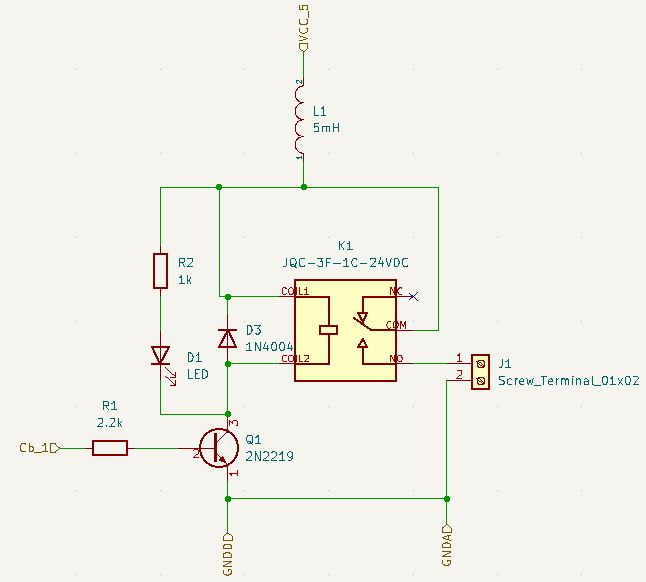 VCC_5
2
L1
5mH
1
K1
JQC-3F-1C-24VDC
R2
1k
COIL1
NC
COM
D3
1N4004
COIL2
NO
D1
LED
1
2
J1
Screw_Terminal_01x02
R1
2.2k
Cb_1
3
Q1
2N2219
2
1
GNDD
GNDA